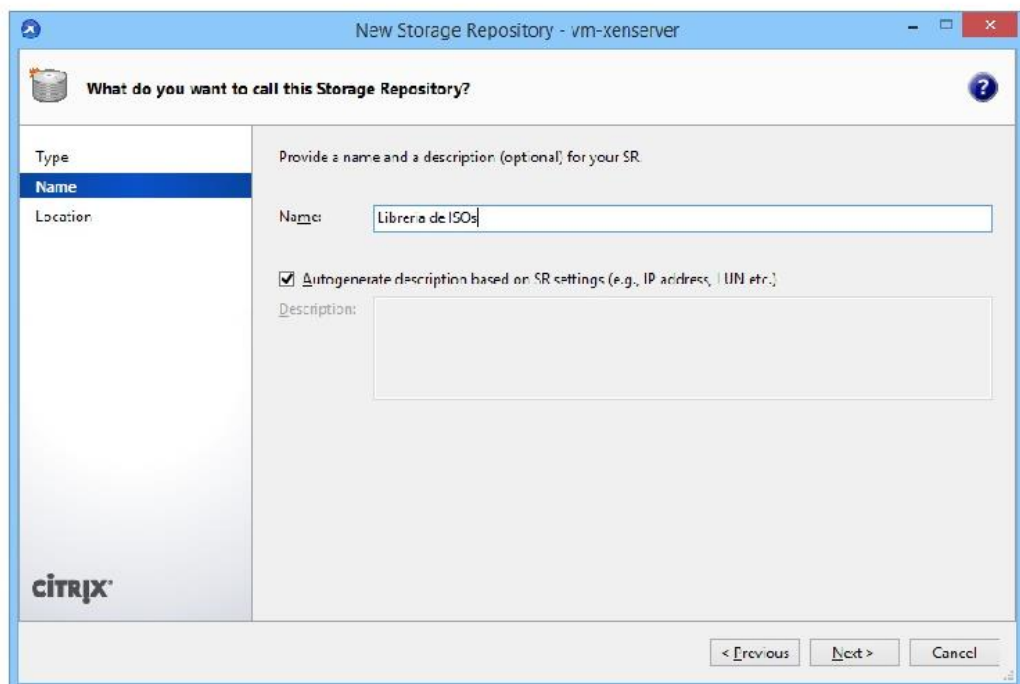 New Storage Repository - vm-xenserver
What do you want to call this Storage Repository?
?
Type
Name
Location
Provide a name and a description (optional) for your SR.
Name:
Libreria de ISOs
Autogenerate description based on SR settings (e.g., IP address, LUN etc.)
Description:
CİTRIX
< Previous
Next >
Cancel